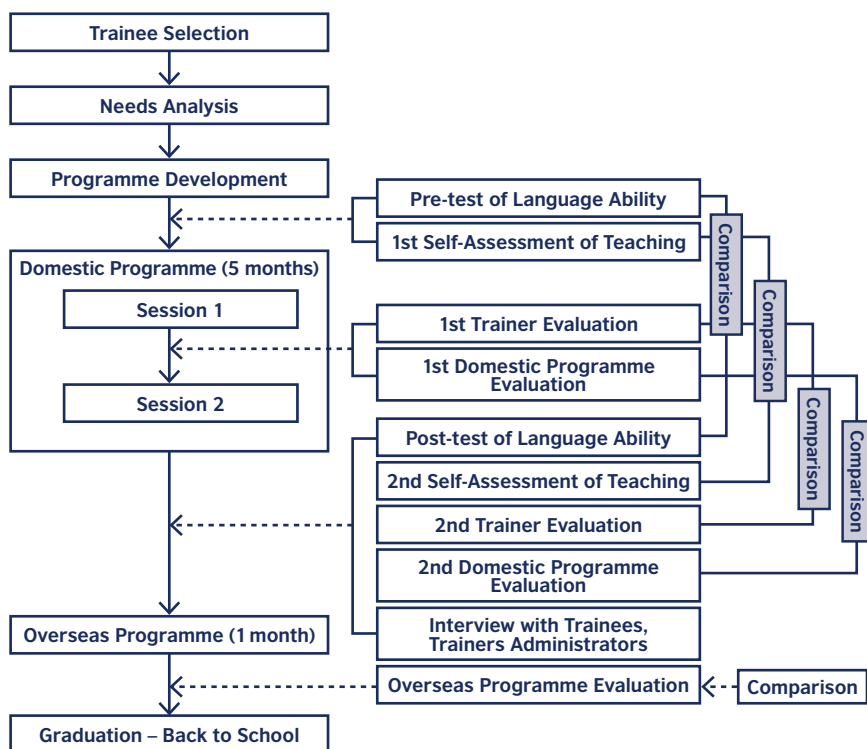 Trainee Selection
Needs Analysis
Programme Development
Pre-test of Language Ability
1st Self-Assessment of Teaching
Domestic Programme (5 months)
Session 1
1st Trainer Evaluation
1st Domestic Programme
Evaluation
Session 2
Post-test of Language Ability
2nd Self-Assessment of Teaching
2nd Trainer Evaluation
2nd Domestic Programme
Evaluation
Interview with Trainees,
Trainers Administrators
Overseas Programme (1 month)
Overseas Programme Evaluation
Comparison
Graduation – Back to School
Comparison
Comparison
Comparison
Comparison